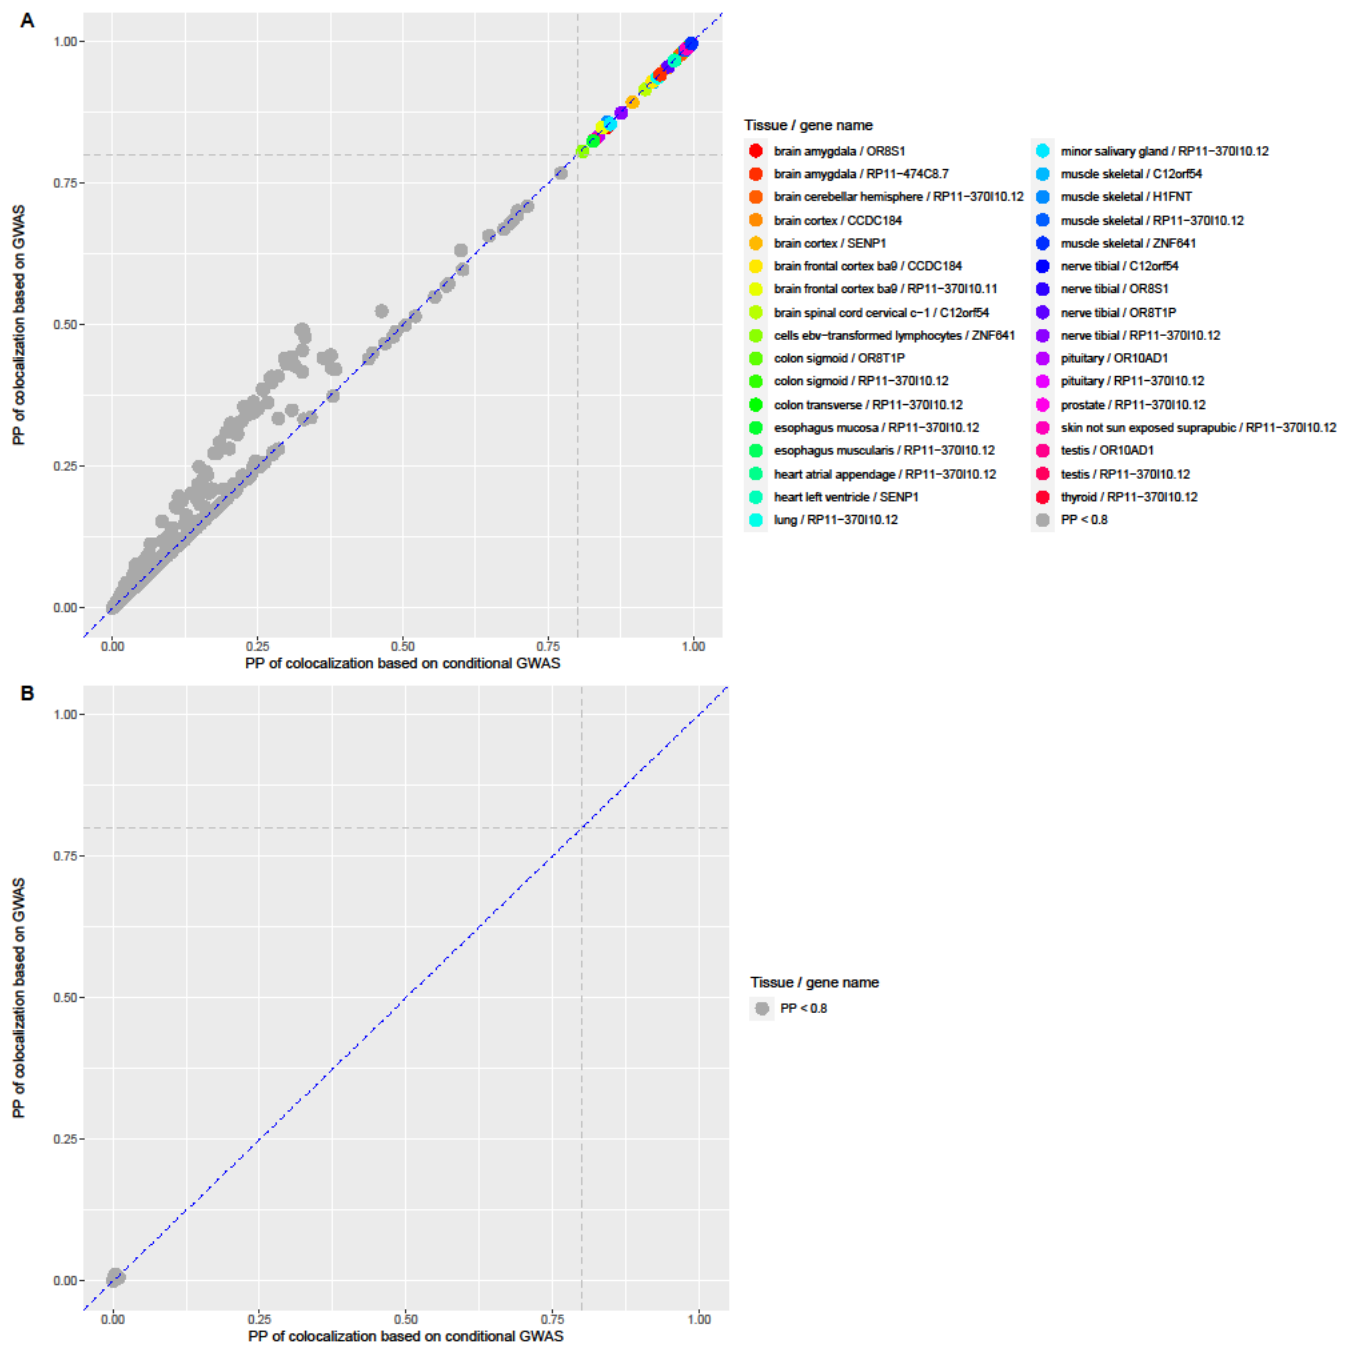 A
1.00
0.75
0.50
0.25
0.00
PP of colocalization based on GWAS
0.00 0.25 0.50 0.75 1.00
PP of colocalization based on conditional GWAS
Tissue / gene name
brain amygdala / OR8S1
brain amygdala / RP11−474C8.7
brain cerebellar hemisphere / RP11−370I10.12
brain cortex / CCDC184
brain cortex / SENP1
brain frontal cortex ba9 / CCDC184
brain frontal cortex ba9 / RP11−370I10.11
brain spinal cord cervical c−1 / C12orf54
cells ebv−transformed lymphocytes / ZNF641
colon sigmoid / OR8T1P
colon sigmoid / RP11−370I10.12
colon transverse / RP11−370I10.12
esophagus mucosa / RP11−370I10.12
esophagus muscularis / RP11−370I10.12
heart atrial appendage / RP11−370I10.12
heart left ventricle / SENP1
lung / RP11−370I10.12
minor salivary gland / RP11−370I10.12
muscle skeletal / C12orf54
muscle skeletal / H1FNT
muscle skeletal / RP11−370I10.12
muscle skeletal / ZNF641
nerve tibial / C12orf54
nerve tibial / OR8S1
nerve tibial / OR8T1P
nerve tibial / RP11−370I10.12
pituitary / OR10AD1
pituitary / RP11−370I10.12
prostate / RP11−370I10.12
skin not sun exposed suprapubic / RP11−370I10.12
testis / OR10AD1
testis / RP11−370I10.12
thyroid / RP11−370I10.12
PP < 0.8
B
1.00
0.75
0.50
0.25
0.00
PP of colocalization based on GWAS
0.00 0.25 0.50 0.75 1.00
PP of colocalization based on conditional GWAS
Tissue / gene name
PP < 0.8